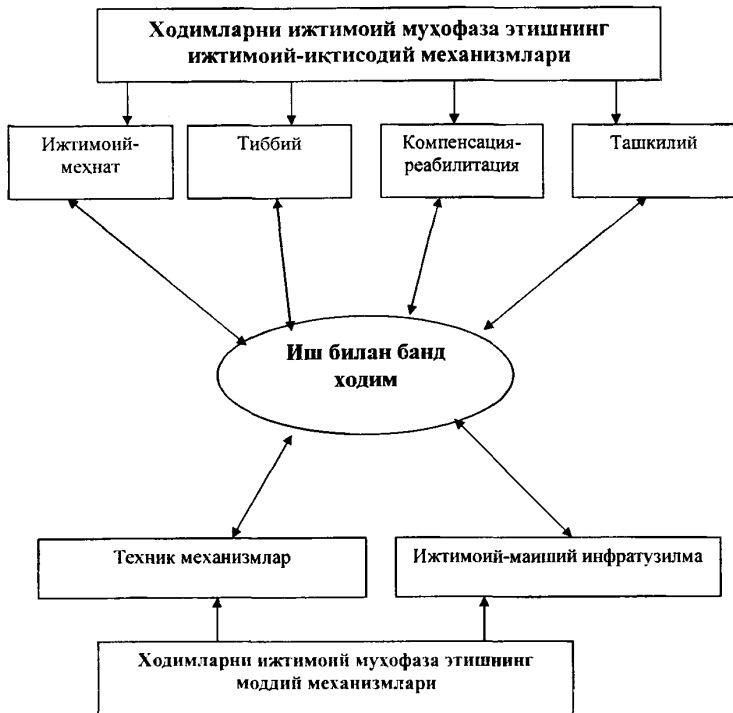 Ходимларни ижтимоий муҳофаза этишнинг
ижтимоий-иқтисодий механизмлари
Ижтимоий-
меҳнат
Тиббий
Компенсация-
реабилитация
Ташкилий
Иш билан банд
ходим
Техник механизмлар
Ижтимоий-маиший инфратузилма
Ходимларни ижтимоий муҳофаза этишнинг
моддий механизмлари